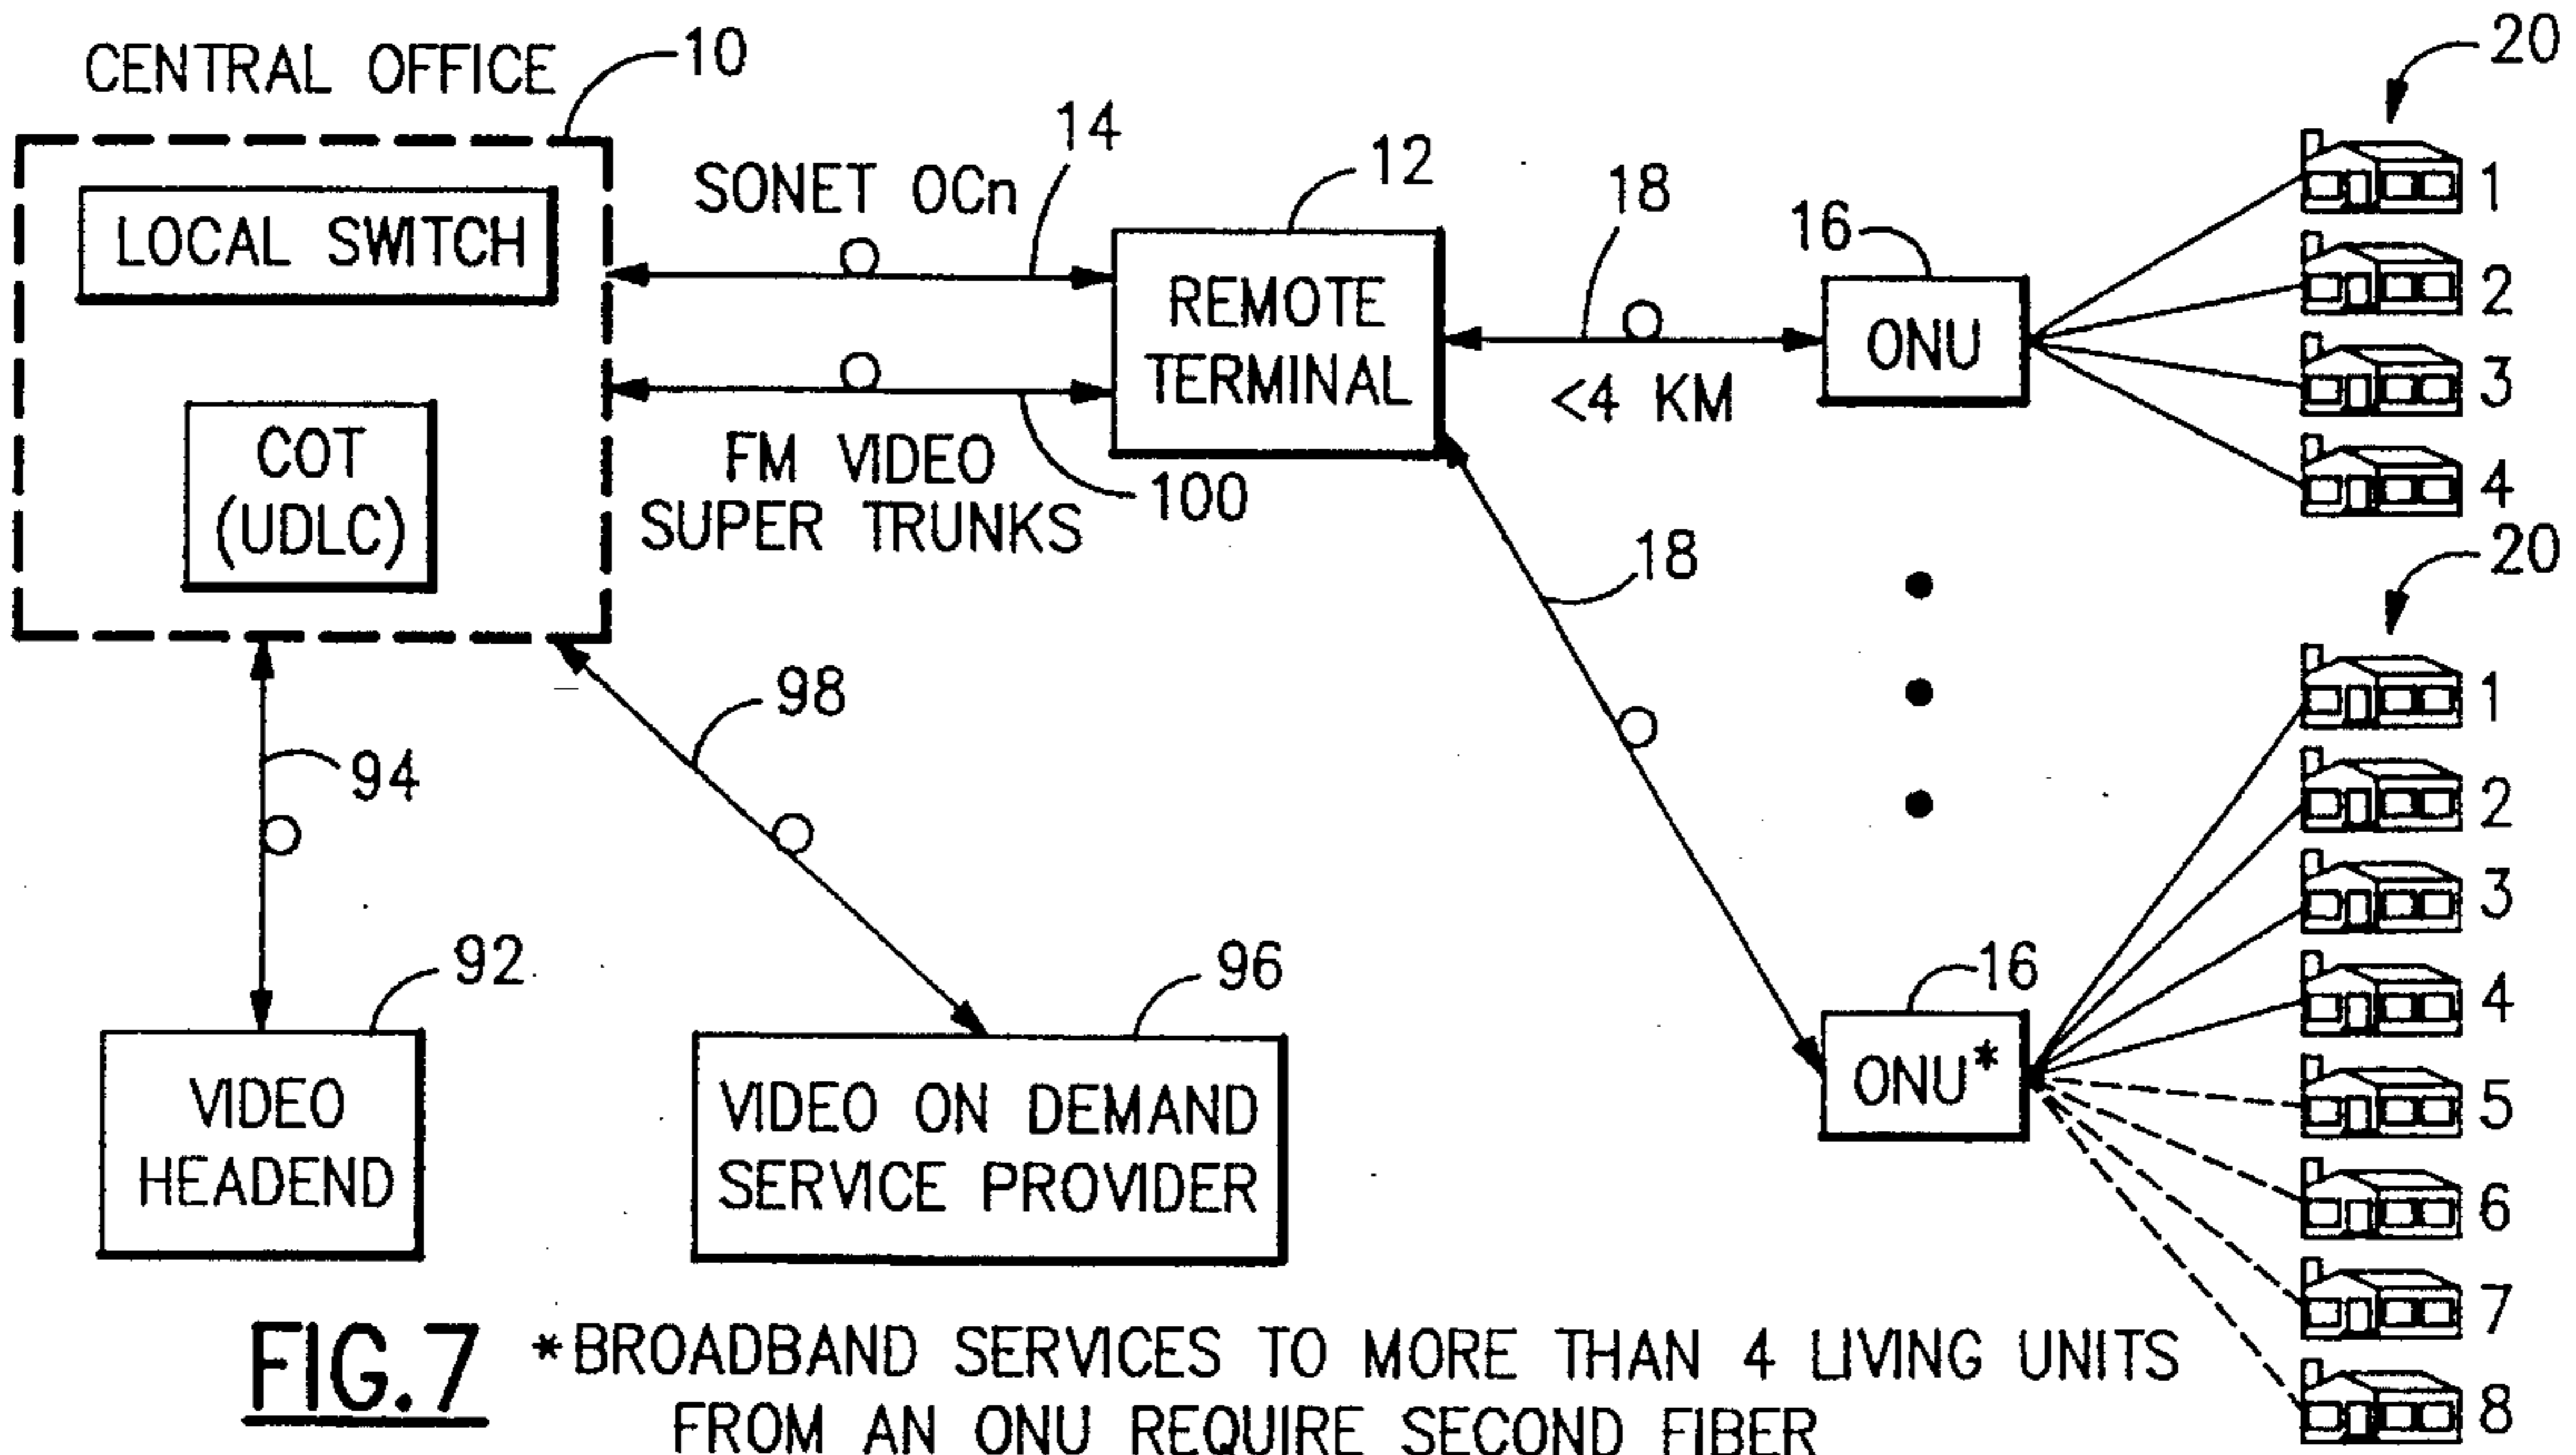 CENTRAL OFFICE
10
LOCAL SWITCH
COT
(UDLC)
SONET OCn
14
FM VIDEO
SUPER TRUNKS
100
12
REMOTE
TERMINAL
18
<4 KM
18
16
ONU
20
1
2
3
4
20
1
2
3
4
5
6
7
8
16
ONU*
94
98
92
VIDEO
HEADEND
96
VIDEO ON DEMAND
SERVICE PROVIDER
FIG.7
*BROADBAND SERVICES TO MORE THAN 4 LIVING UNITS
FROM AN ONU REQUIRE SECOND FIBER